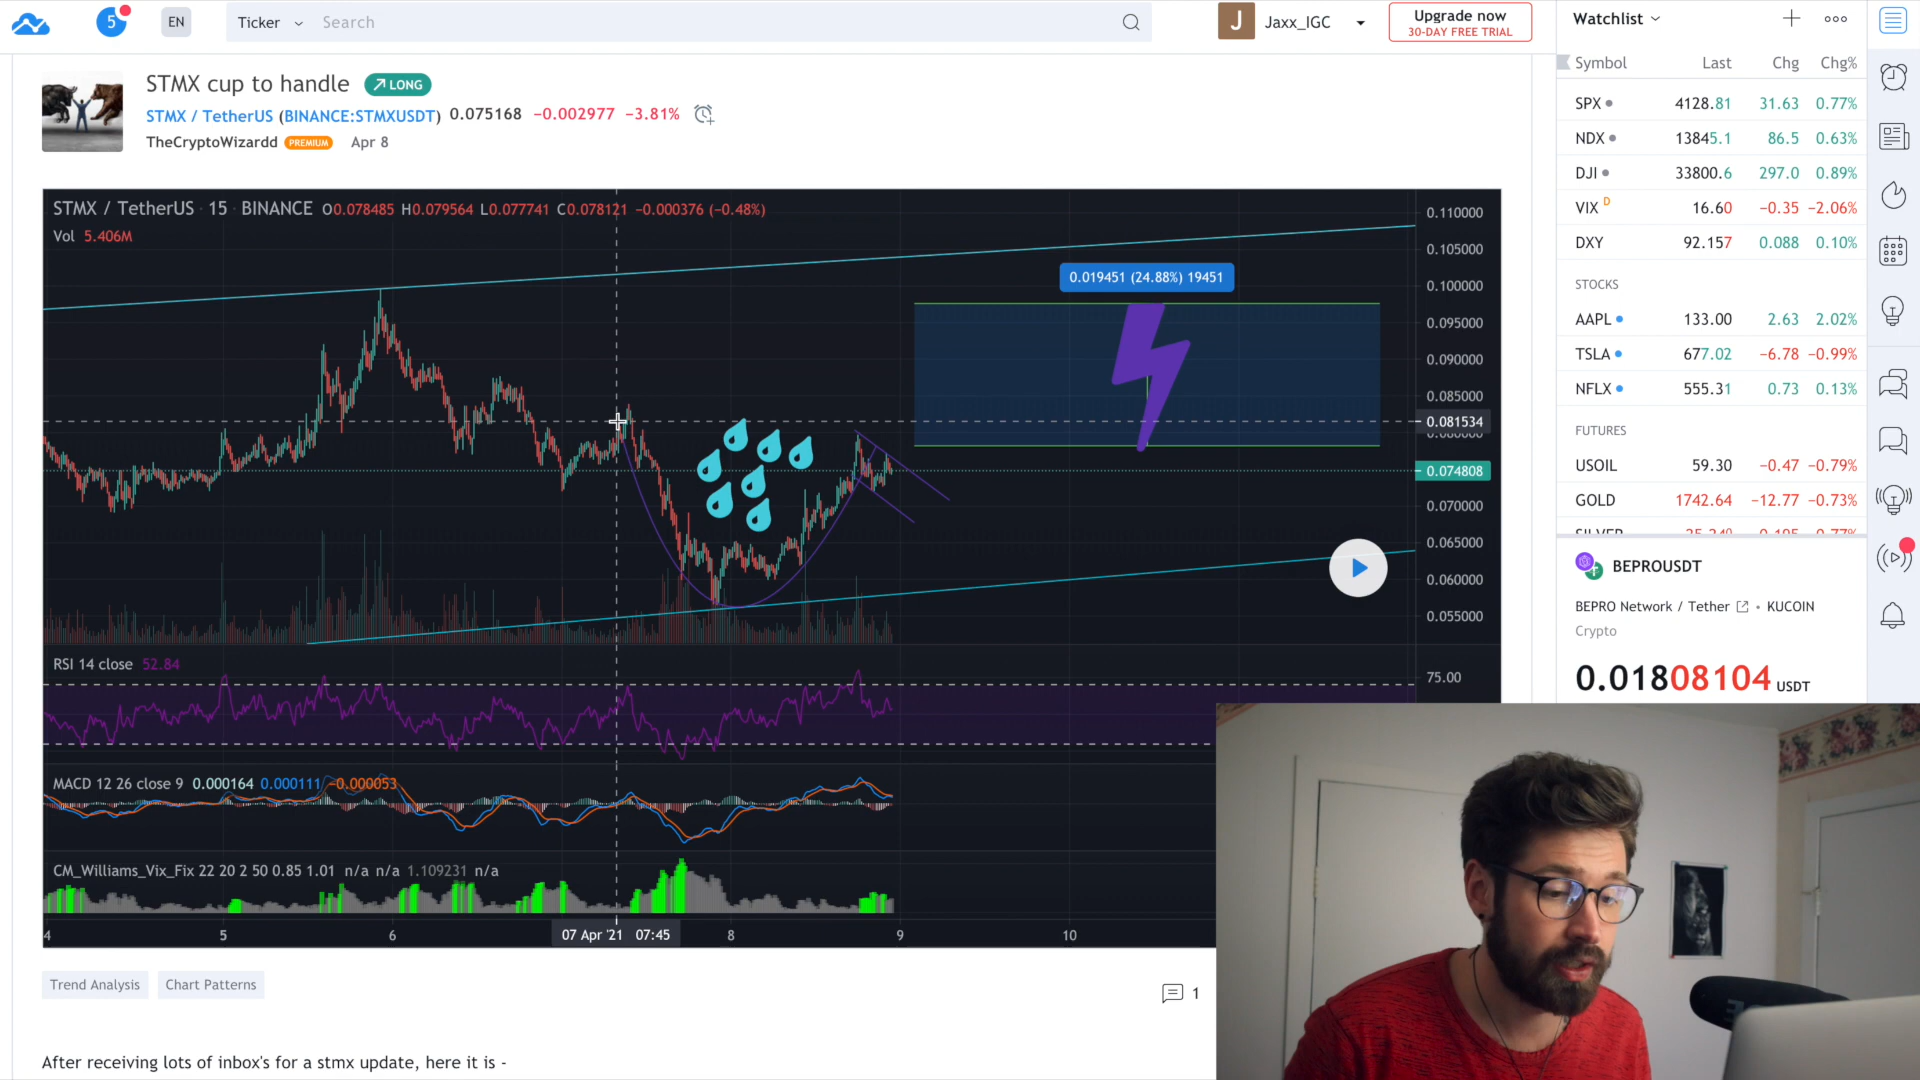 5 EN Ticker Search J Jaxx_IGC Upgrade now
30-DAY FREE TRIAL
STMX cup to handle LONG
STMX / TetherUS (BINANCE:STMXUSDT) 0.075168 −0.002977 −3.81%
TheCryptoWizardd PREMIUM Apr 8
STMX / TetherUS · 15 · BINANCE O0.078485 H0.079564 L0.077741 C0.078121 −0.000376 (−0.48%)
Vol 5.406M
0.019451 (24.88%) 19451
0.110000
0.105000
0.100000
0.095000
0.090000
0.085000
0.081534
0.080000
0.074808
0.070000
0.065000
0.060000
0.055000
RSI 14 close 52.84
75.00
MACD 12 26 close 9 0.000164 0.000111 −0.000053
CM_Williams_Vix_Fix 22 20 2 50 0.85 1.01 n/a n/a 1.109231 n/a
4 5 6 07 Apr '21 07:45 8 9 10
Trend Analysis Chart Patterns
1
After receiving lots of inbox's for a stmx update, here it is -
Watchlist
Symbol Last Chg Chg%
SPX 4128.81 31.63 0.77%
NDX 13845.1 86.5 0.63%
DJI 33800.6 297.0 0.89%
VIX D 16.60 −0.35 −2.06%
DXY 92.157 0.088 0.10%
STOCKS
AAPL 133.00 2.63 2.02%
TSLA 677.02 −6.78 −0.99%
NFLX 555.31 0.73 0.13%
FUTURES
USOIL 59.30 −0.47 −0.79%
GOLD 1742.64 −12.77 −0.73%
BEPROUSDT
BEPRO Network / Tether • KUCOIN
Crypto
0.01808104 USDT